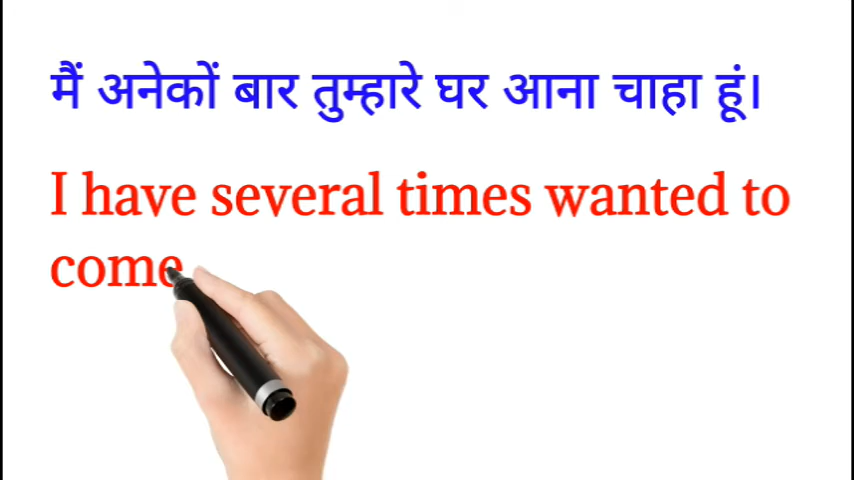 मैं अनेकों बार तुम्हारे घर आना चाहा हूं।
I have several times wanted to
come